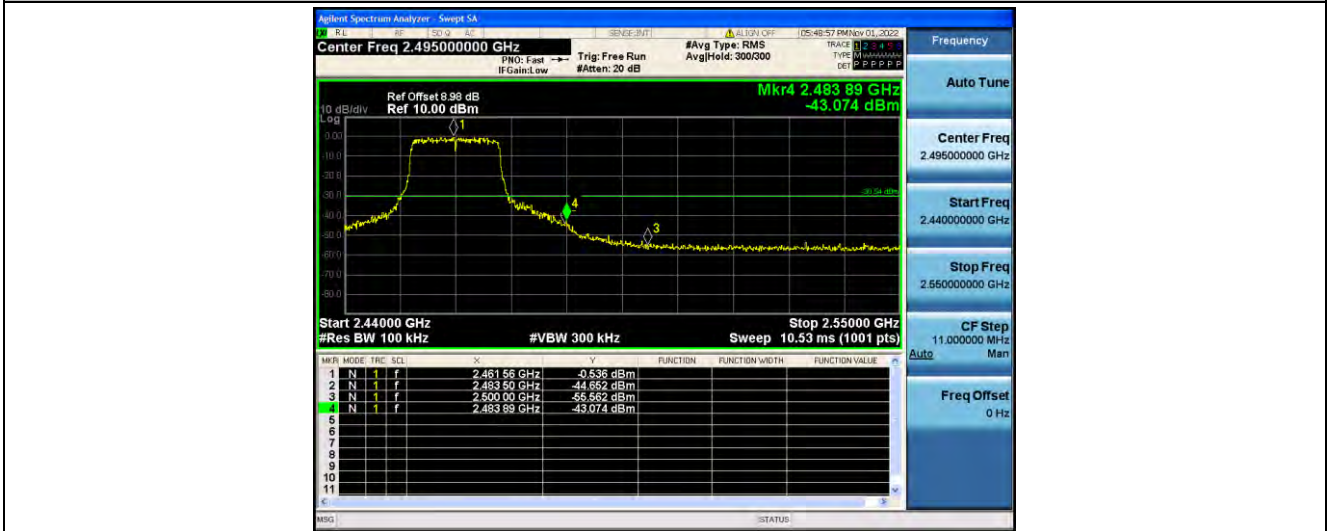 Agilent Spectrum Analyzer - Swept SA
RL RF 50 Ω AC SENSE:INT ALIGN OFF 05:48:57 PM Nov 01, 2022
Center Freq 2.495000000 GHz
PNO: Fast Trig: Free Run
IFGain:Low #Atten: 20 dB
#Avg Type: RMS
Avg|Hold: 300/300
TRACE 1 2 3 4 5 6
TYPE M
DET P P P P P P
Frequency
Auto Tune
Center Freq
2.495000000 GHz
Start Freq
2.440000000 GHz
Stop Freq
2.550000000 GHz
CF Step
11.000000 MHz
Auto Man
Freq Offset
0 Hz
Mkr4 2.483 89 GHz
-43.074 dBm
Ref Offset 8.98 dB
10 dB/div Ref 10.00 dBm
Log
0.00
-10.0
-20.0
-30.0
-40.0
-50.0
-60.0
-70.0
-80.0
1
4
3
-30.54 dBm
Start 2.44000 GHz Stop 2.55000 GHz
#Res BW 100 kHz #VBW 300 kHz Sweep 10.53 ms (1001 pts)
MKR MODE TRC SCL X Y FUNCTION FUNCTION WIDTH FUNCTION VALUE
1 N 1 f 2.461 56 GHz -0.536 dBm
2 N 1 f 2.483 50 GHz -44.652 dBm
3 N 1 f 2.500 00 GHz -55.562 dBm
4 N 1 f 2.483 89 GHz -43.074 dBm
5
6
7
8
9
10
11
MSG STATUS